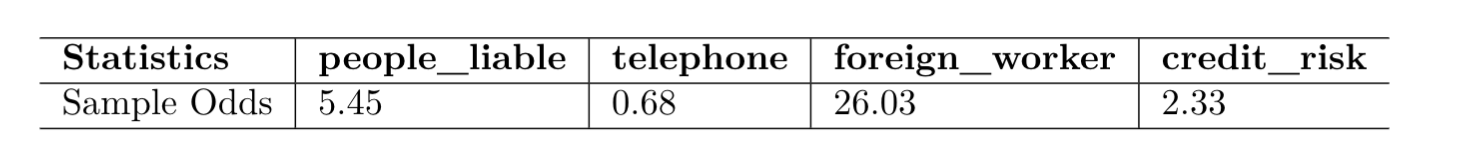 Statistics people_liable telephone foreign_worker credit_risk
Sample Odds 5.45 0.68 26.03 2.33